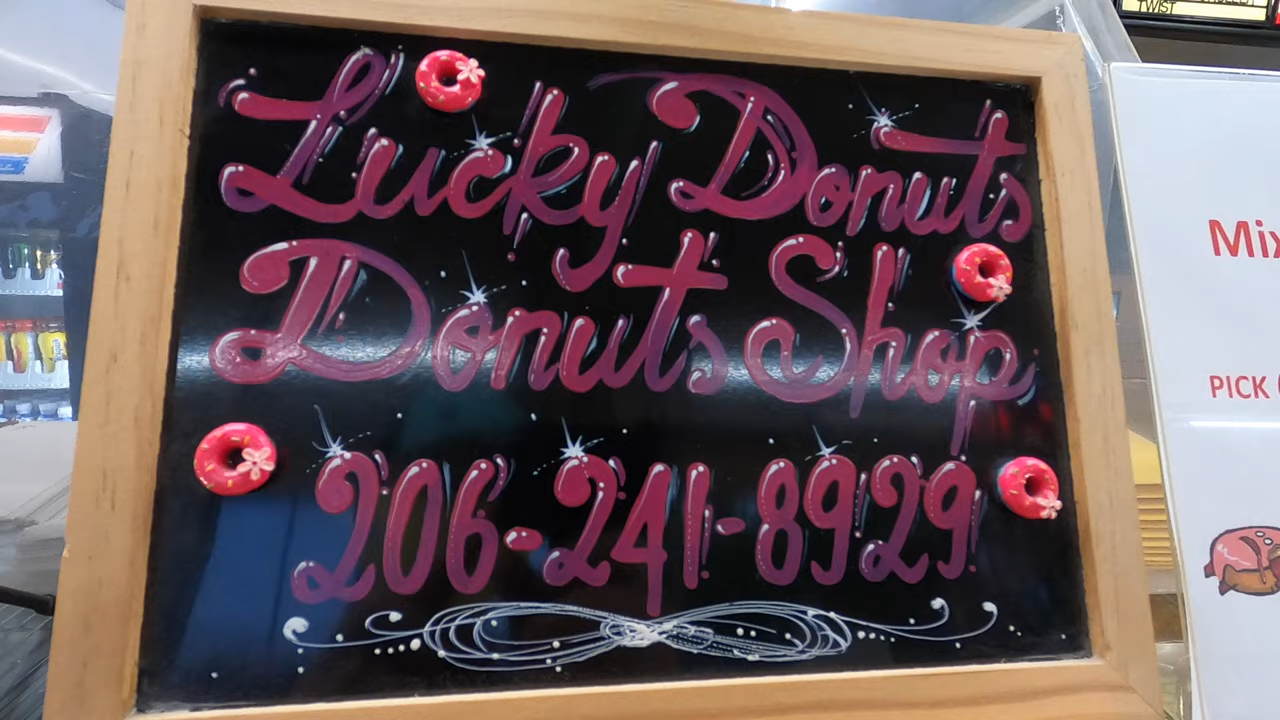 TWIST
Lucky Donuts
Donuts Shop
206-241-8929
Mix
PICK